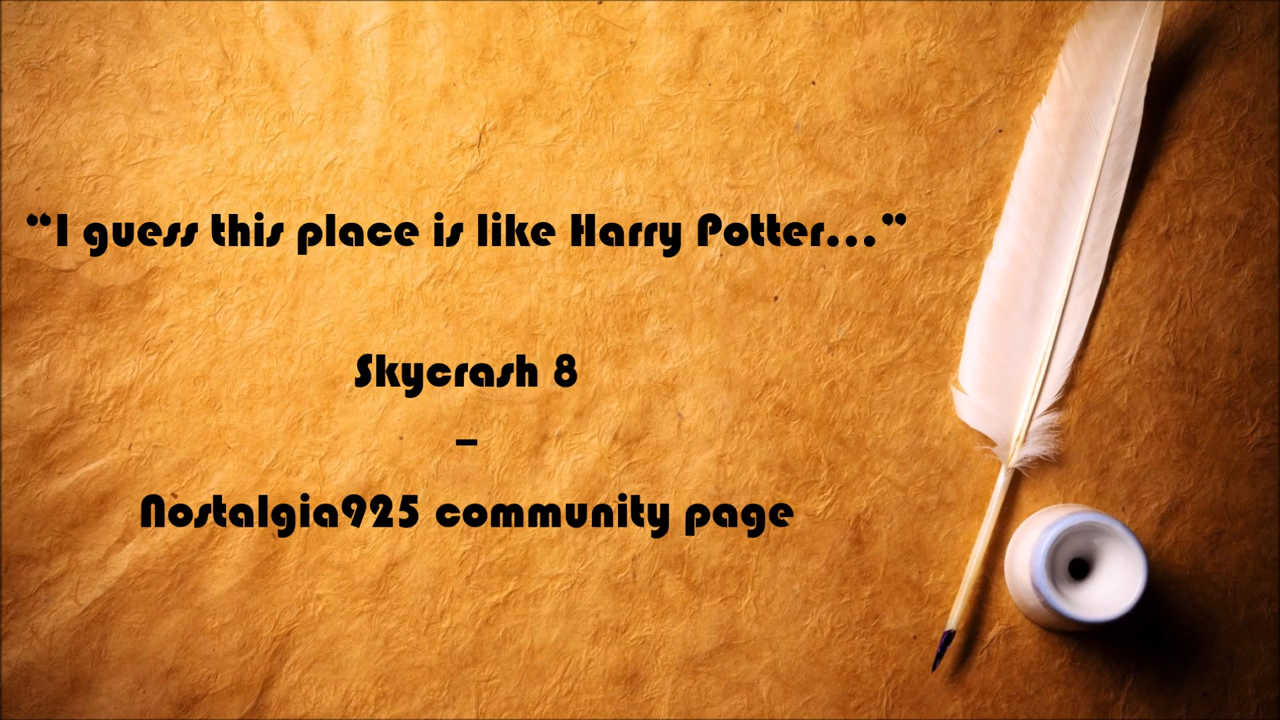 “I guess this place is like Harry Potter...”
Skycrash 8
–
Nostalgia925 community page